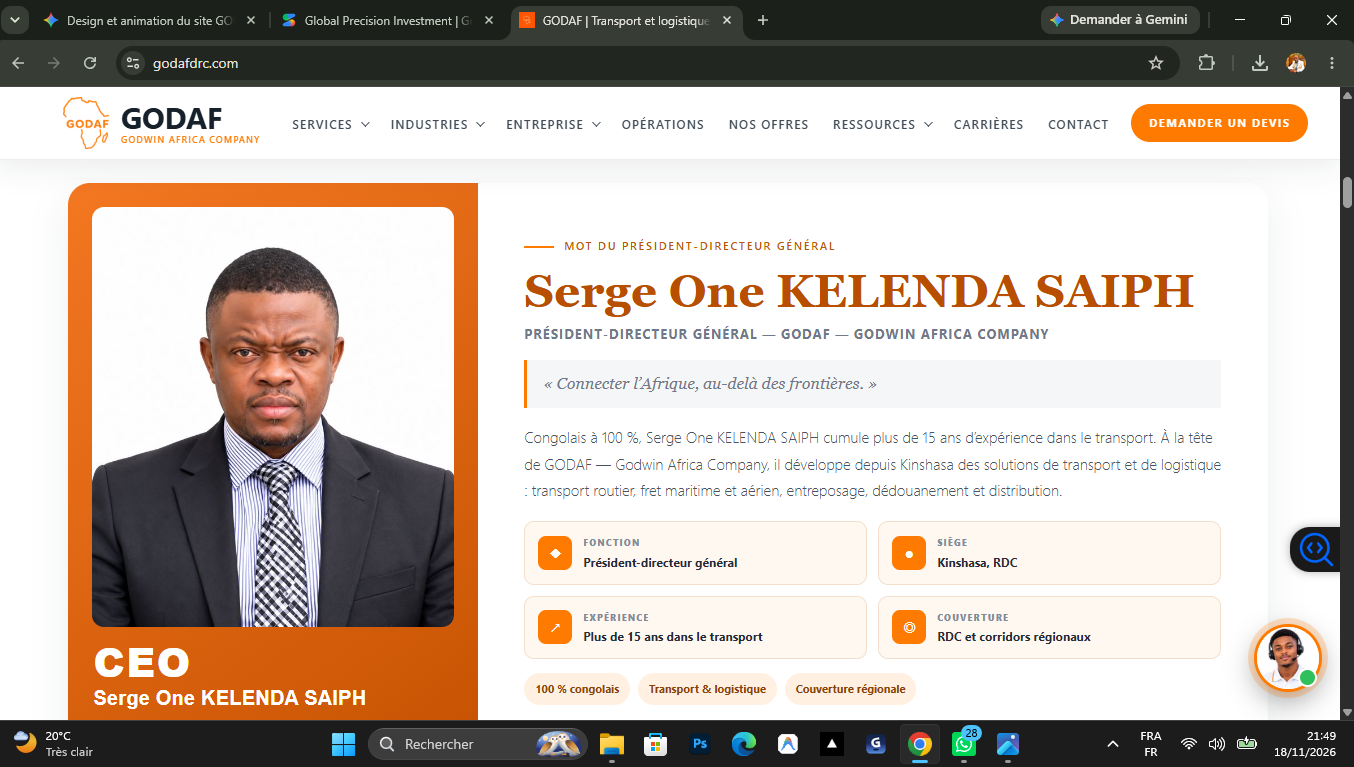 Design et animation du site GO
Global Precision Investment | G
GODAF | Transport et logistique
Demander à Gemini
godafdrc.com
GODAF
GODAF
GODWIN AFRICA COMPANY
SERVICES
INDUSTRIES
ENTREPRISE
OPÉRATIONS
NOS OFFRES
RESSOURCES
CARRIÈRES
CONTACT
DEMANDER UN DEVIS
CEO
Serge One KELENDA SAIPH
MOT DU PRÉSIDENT-DIRECTEUR GÉNÉRAL
Serge One KELENDA SAIPH
PRÉSIDENT-DIRECTEUR GÉNÉRAL — GODAF — GODWIN AFRICA COMPANY
« Connecter l’Afrique, au-delà des frontières. »
Congolais à 100 %, Serge One KELENDA SAIPH cumule plus de 15 ans d’expérience dans le transport. À la tête
de GODAF — Godwin Africa Company, il développe depuis Kinshasa des solutions de transport et de logistique
: transport routier, fret maritime et aérien, entreposage, dédouanement et distribution.
FONCTION
Président-directeur général
SIÈGE
Kinshasa, RDC
EXPÉRIENCE
Plus de 15 ans dans le transport
COUVERTURE
RDC et corridors régionaux
100 % congolais
Transport & logistique
Couverture régionale
20°C
Très clair
Rechercher
Ps
G
28
FRA
FR
21:49
18/11/2026